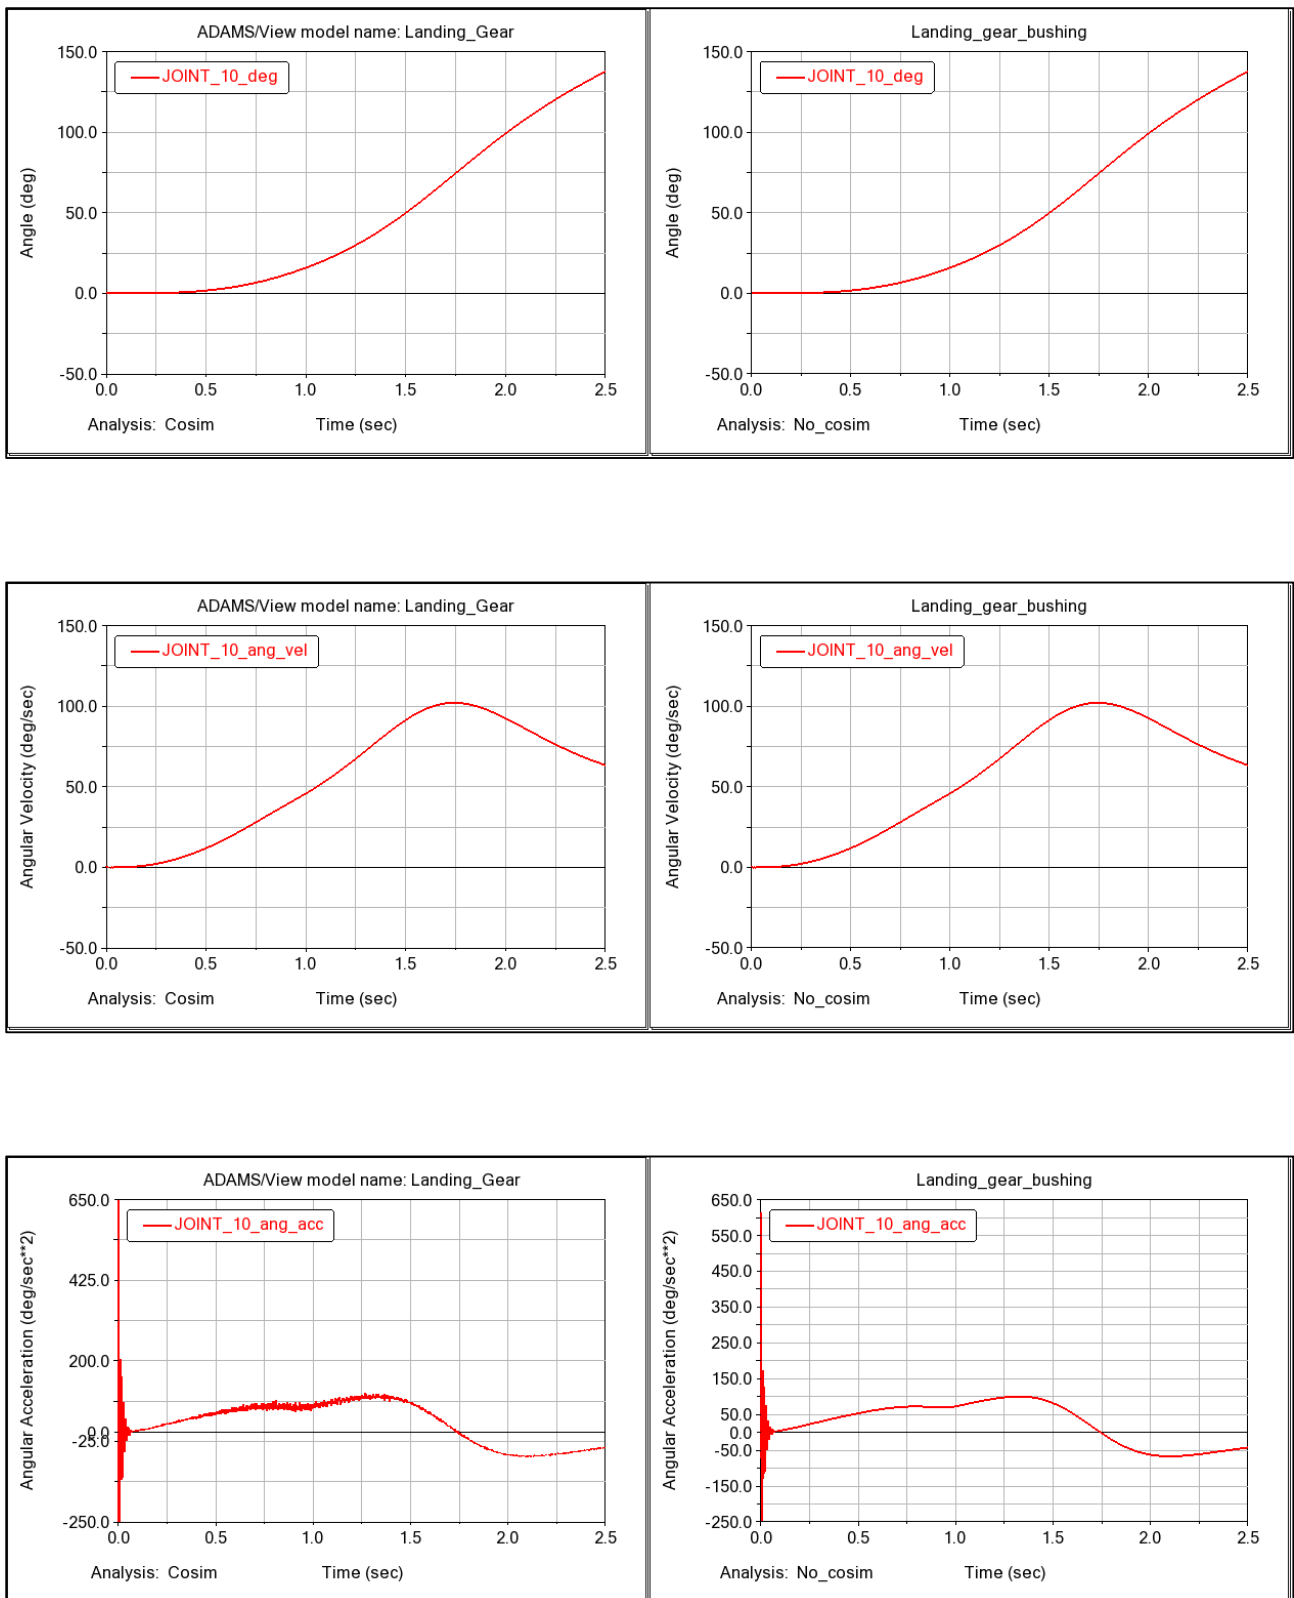 ADAMS/View model name: Landing_Gear
150.0
JOINT_10_deg
100.0
50.0
0.0
-50.0
Angle (deg)
0.0 0.5 1.0 1.5 2.0 2.5
Analysis: Cosim Time (sec)
Landing_gear_bushing
150.0
JOINT_10_deg
100.0
50.0
0.0
-50.0
Angle (deg)
0.0 0.5 1.0 1.5 2.0 2.5
Analysis: No_cosim Time (sec)
ADAMS/View model name: Landing_Gear
150.0
JOINT_10_ang_vel
100.0
50.0
0.0
-50.0
Angular Velocity (deg/sec)
0.0 0.5 1.0 1.5 2.0 2.5
Analysis: Cosim Time (sec)
Landing_gear_bushing
150.0
JOINT_10_ang_vel
100.0
50.0
0.0
-50.0
Angular Velocity (deg/sec)
0.0 0.5 1.0 1.5 2.0 2.5
Analysis: No_cosim Time (sec)
ADAMS/View model name: Landing_Gear
650.0
JOINT_10_ang_acc
425.0
200.0
0.0
-25.0
-250.0
Angular Acceleration (deg/sec**2)
0.0 0.5 1.0 1.5 2.0 2.5
Analysis: Cosim Time (sec)
Landing_gear_bushing
650.0
JOINT_10_ang_acc
550.0
450.0
350.0
250.0
150.0
50.0
0.0
-50.0
-150.0
-250.0
Angular Acceleration (deg/sec**2)
0.0 0.5 1.0 1.5 2.0 2.5
Analysis: No_cosim Time (sec)